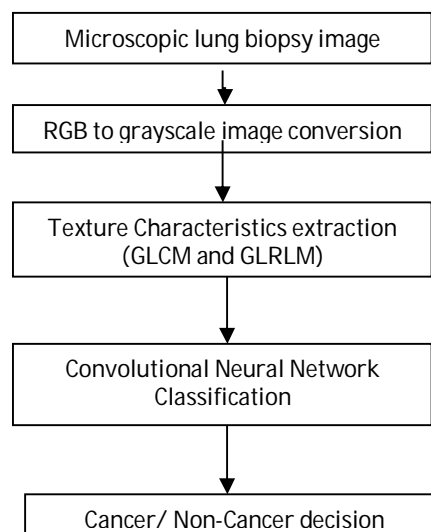 Microscopic lung biopsy image
RGB to grayscale image conversion
Texture Characteristics extraction
(GLCM and GLRLM)
Convolutional Neural Network
Classification
Cancer/ Non-Cancer decision